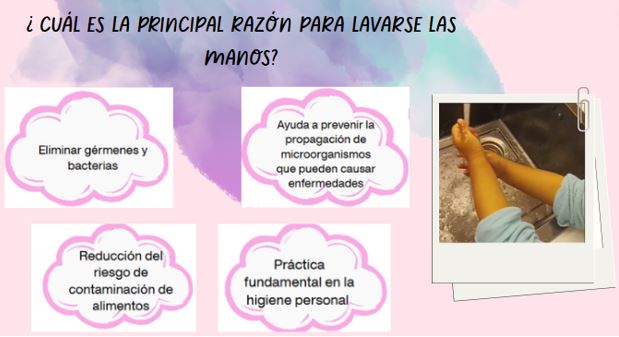 ¿ CUÁL ES LA PRINCIPAL RAZÓN PARA LAVARSE LAS
MANOS?
Eliminar gérmenes y
bacterias
Ayuda a prevenir la
propagación de
microorganismos
que pueden causar
enfermedades
Reducción del
riesgo de
contaminación de
alimentos
Práctica
fundamental en la
higiene personal